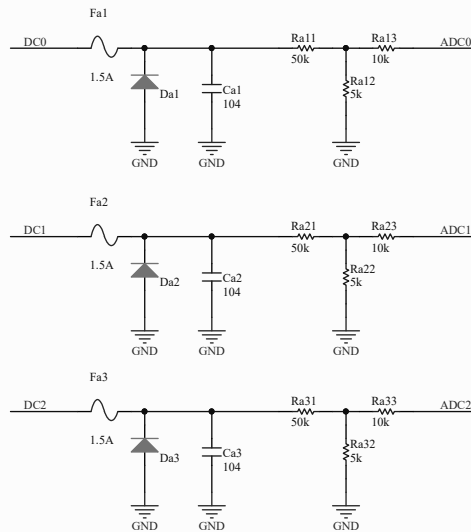 Fa1
DC0
1.5A
Da1
Ca1
104
Ra11
50k
Ra13
10k
Ra12
5k
ADC0
GND
GND
GND
Fa2
DC1
1.5A
Da2
Ca2
104
Ra21
50k
Ra23
10k
Ra22
5k
ADC1
GND
GND
GND
Fa3
DC2
1.5A
Da3
Ca3
104
Ra31
50k
Ra33
10k
Ra32
5k
ADC2
GND
GND
GND